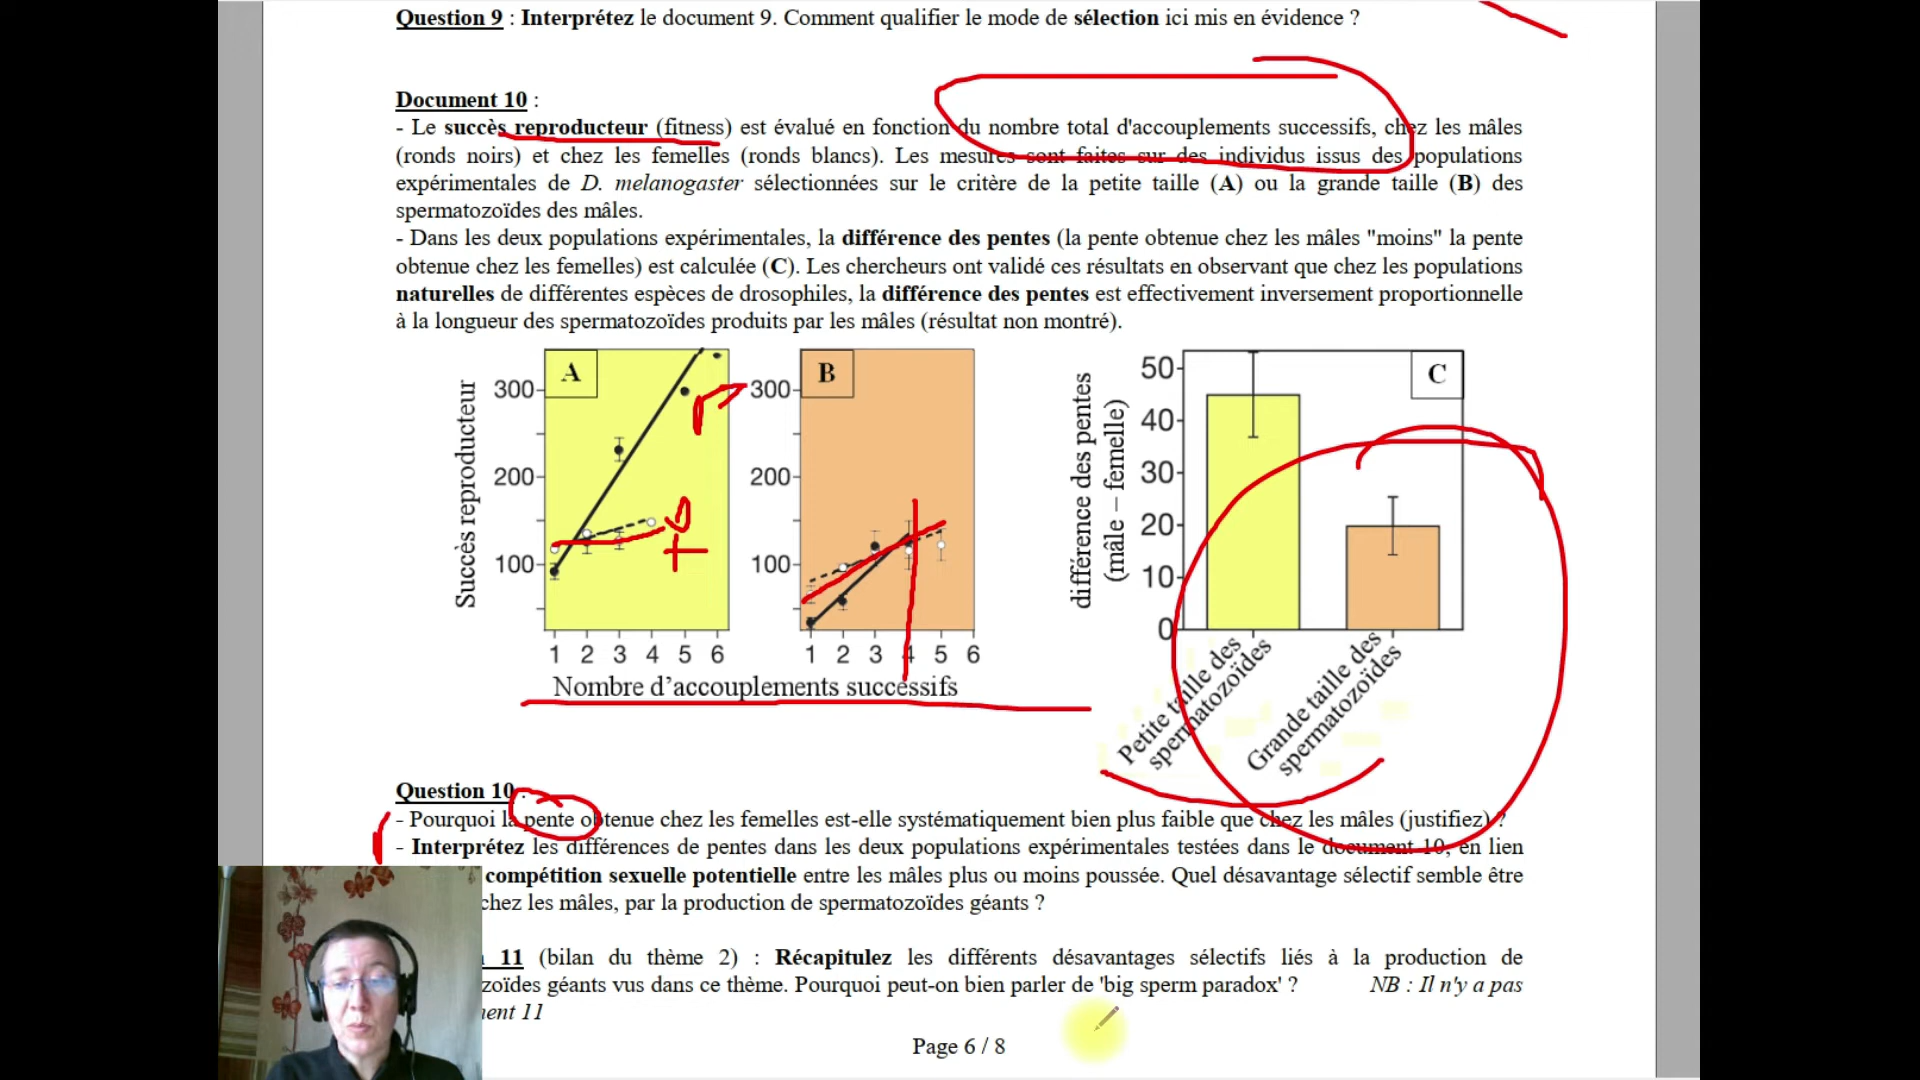 Question 9 : Interprétez le document 9. Comment qualifier le mode de sélection ici mis en évidence ?
Document 10 :
- Le succès reproducteur (fitness) est évalué en fonction du nombre total d'accouplements successifs, chez les mâles
(ronds noirs) et chez les femelles (ronds blancs). Les mesures sont faites sur des individus issus des populations
expérimentales de D. melanogaster sélectionnées sur le critère de la petite taille (A) ou la grande taille (B) des
spermatozoïdes des mâles.
- Dans les deux populations expérimentales, la différence des pentes (la pente obtenue chez les mâles "moins" la pente
obtenue chez les femelles) est calculée (C). Les chercheurs ont validé ces résultats en observant que chez les populations
naturelles de différentes espèces de drosophiles, la différence des pentes est effectivement inversement proportionnelle
à la longueur des spermatozoïdes produits par les mâles (résultat non montré).
Succès reproducteur
A
300
200
100
1 2 3 4 5 6
B
300
200
100
1 2 3 4 5 6
Nombre d'accouplements successifs
différence des pentes
(mâle – femelle)
C
50
40
30
20
10
0
Petite taille des
spermatozoïdes
Grande taille des
spermatozoïdes
Question 10 :
- Pourquoi la pente obtenue chez les femelles est-elle systématiquement bien plus faible que chez les mâles (justifiez) ?
- Interprétez les différences de pentes dans les deux populations expérimentales testées dans le document 10, en lien
compétition sexuelle potentielle entre les mâles plus ou moins poussée. Quel désavantage sélectif semble être
chez les mâles, par la production de spermatozoïdes géants ?
11 (bilan du thème 2) : Récapitulez les différents désavantages sélectifs liés à la production de
zoïdes géants vus dans ce thème. Pourquoi peut-on bien parler de 'big sperm paradox' ? NB : Il n'y a pas
ment 11
Page 6 / 8